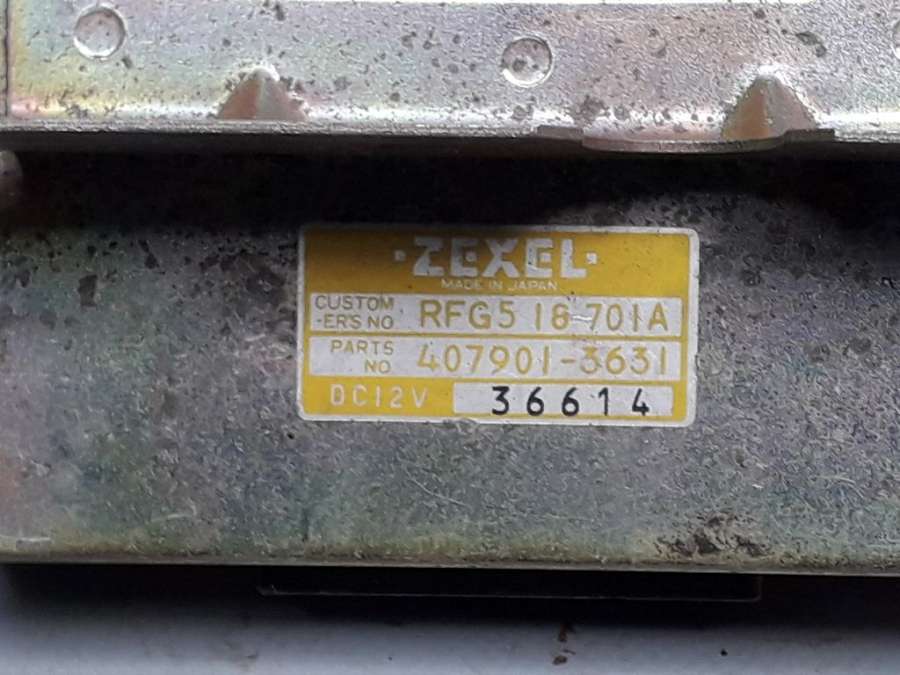 ·ZEXEL·
MADE IN JAPAN
CUSTOM
-ER'S NO RFG5 18 701A
PARTS
NO 407901-3631
DC12V 36614